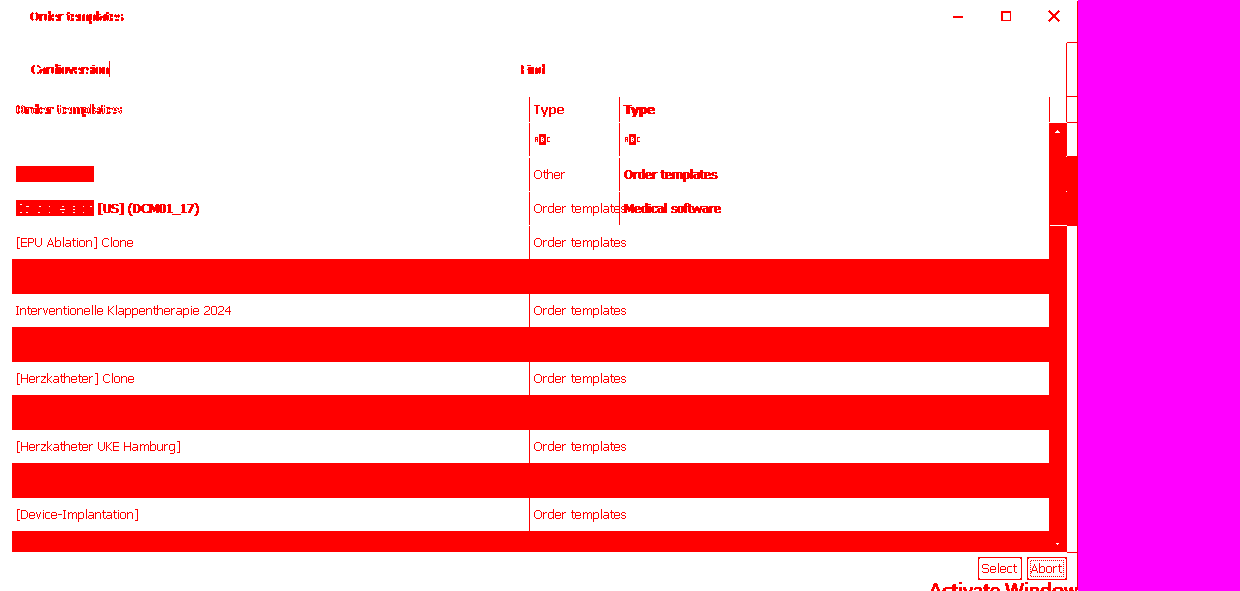 Order templates
Cardioversion Find
Order templates Type Type
ABC ABC
Other Order templates
[US] (DCM01_17) Order templates Medical software
[EPU Ablation] Clone Order templates
Interventionelle Klappentherapie 2024 Order templates
[Herzkatheter] Clone Order templates
[Herzkatheter UKE Hamburg] Order templates
[Device-Implantation] Order templates
Select Abort
Activate Window